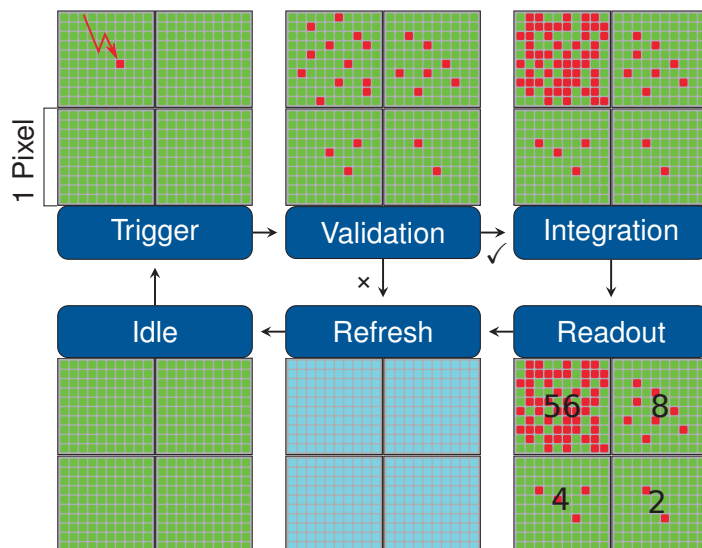 1 Pixel
Trigger
Validation
Integration
✓
×
Idle
Refresh
Readout
56
8
4
2